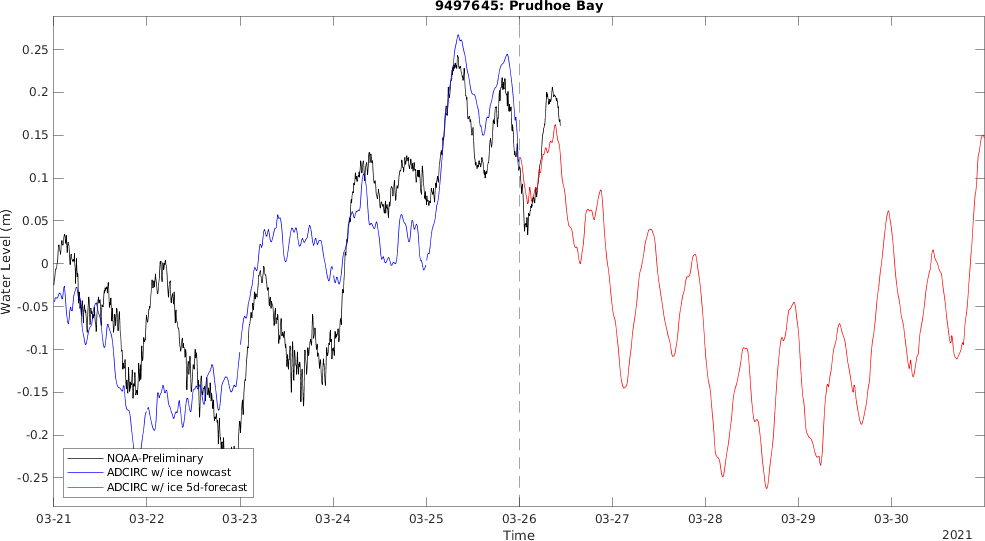 9497645: Prudhoe Bay
0.25
0.2
0.15
0.1
0.05
0
-0.05
-0.1
-0.15
-0.2
-0.25
Water Level (m)
NOAA-Preliminary
ADCIRC w/ ice nowcast
ADCIRC w/ ice 5d-forecast
03-21 03-22 03-23 03-24 03-25 03-26 03-27 03-28 03-29 03-30
Time
2021